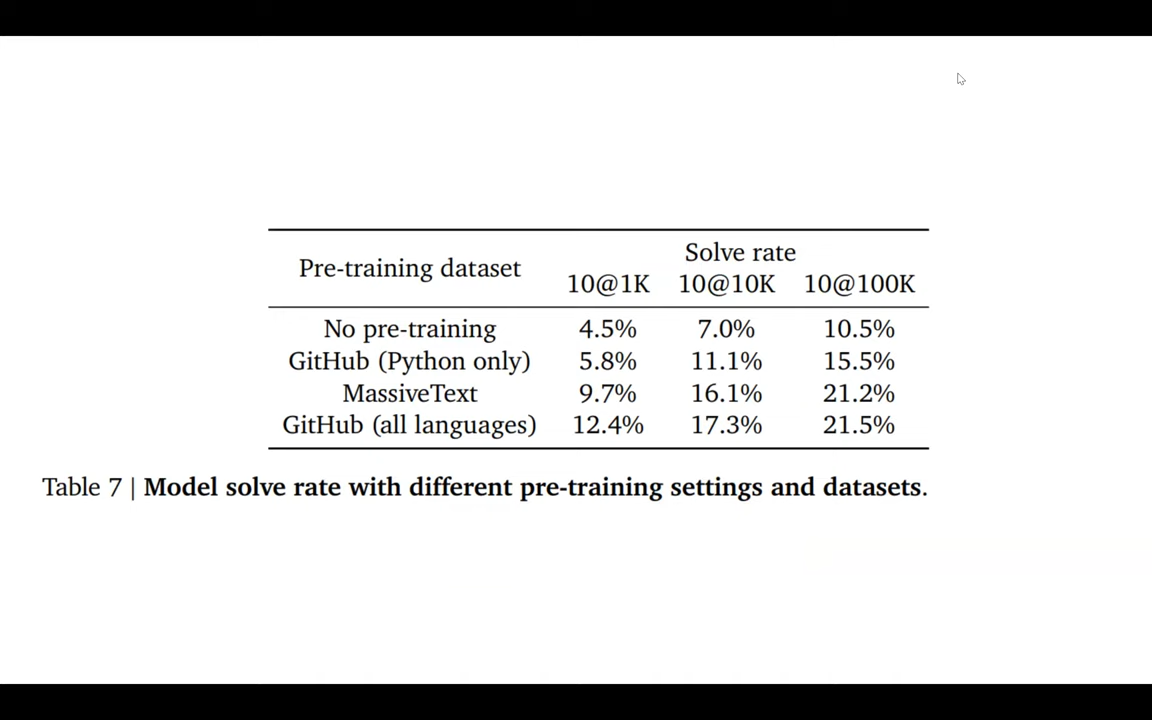 Pre-training dataset Solve rate
10@1K 10@10K 10@100K
No pre-training 4.5% 7.0% 10.5%
GitHub (Python only) 5.8% 11.1% 15.5%
MassiveText 9.7% 16.1% 21.2%
GitHub (all languages) 12.4% 17.3% 21.5%
Table 7 | Model solve rate with different pre-training settings and datasets.